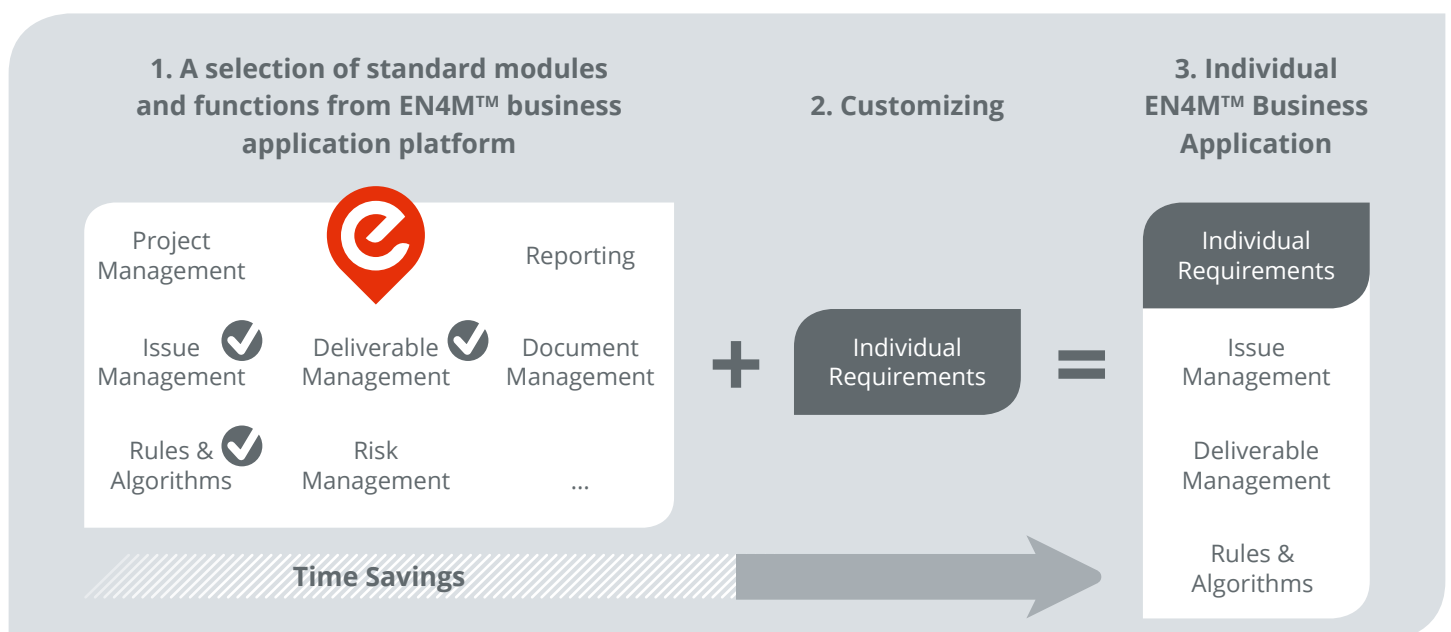 1. A selection of standard modules
and functions from EN4M™ business
application platform
2. Customizing
3. Individual
EN4M™ Business
Application
Project
Management
Reporting
Issue
Management
Deliverable
Management
Document
Management
Rules &
Algorithms
Risk
Management
...
+
Individual
Requirements
=
Individual
Requirements
Issue
Management
Deliverable
Management
Rules &
Algorithms
Time Savings